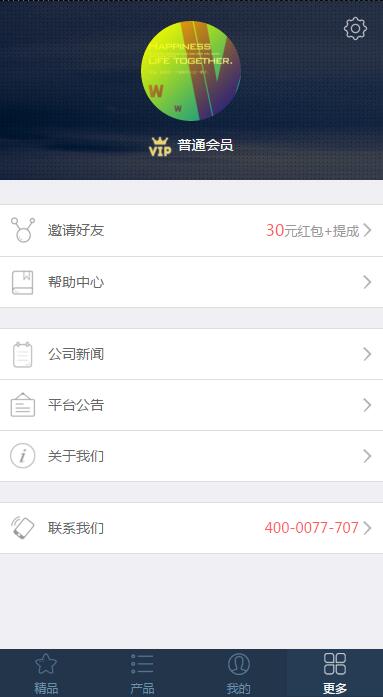 HAPPINESS
LIFE TOGETHER.
W
W
VIP 普通会员
邀请好友 30元红包+提成
帮助中心
公司新闻
平台公告
关于我们
联系我们 400-0077-707
精品 产品 我的 更多